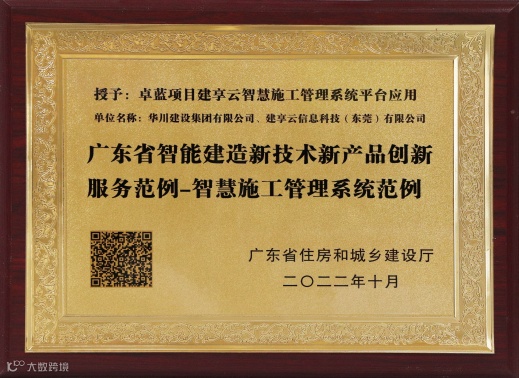 授予：卓蓝项目建享云智慧施工管理系统平台应用
单位名称：华川建设集团有限公司、建享云信息科技（东莞）有限公司
广东省智能建造新技术新产品创新
服务范例-智慧施工管理系统范例
广东省住房和城乡建设厅
二〇二二年十月
大数跨境